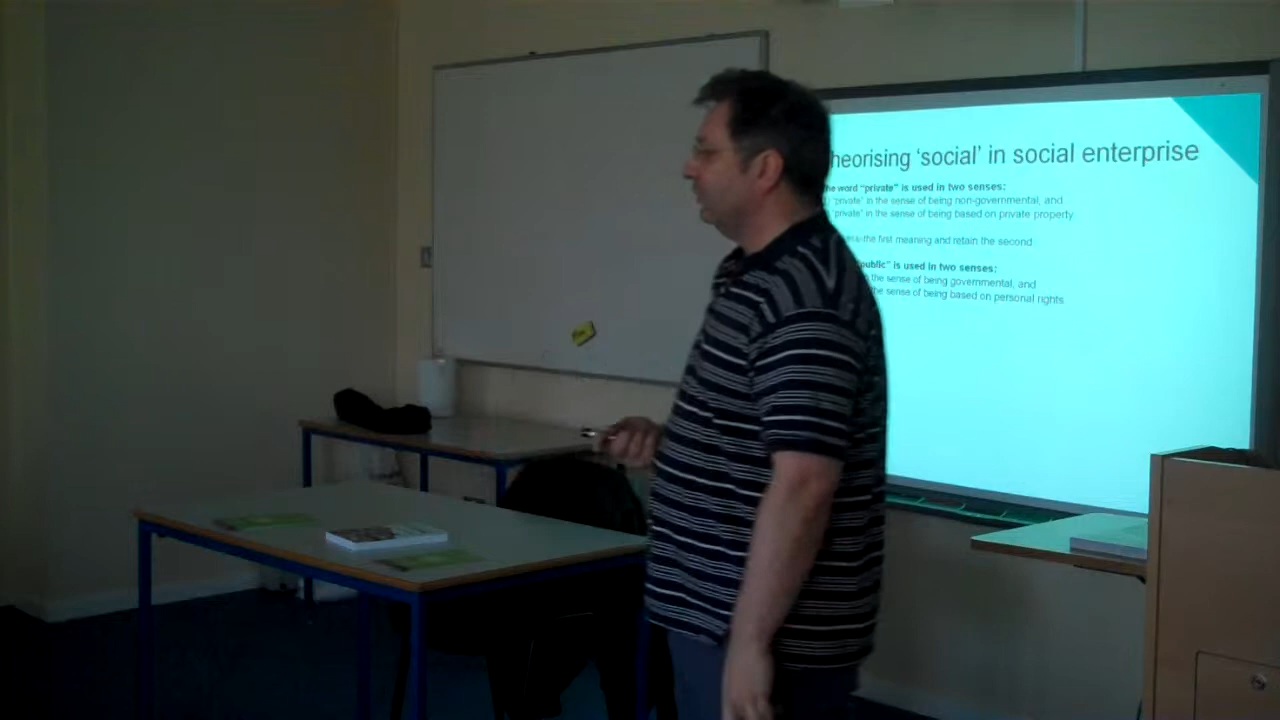 heorising ‘social’ in social enterprise
he word “private” is used in two senses:
‘private’ in the sense of being non-governmental, and
‘private’ in the sense of being based on private property
the first meaning and retain the second
public” is used in two senses:
the sense of being governmental, and
the sense of being based on personal rights